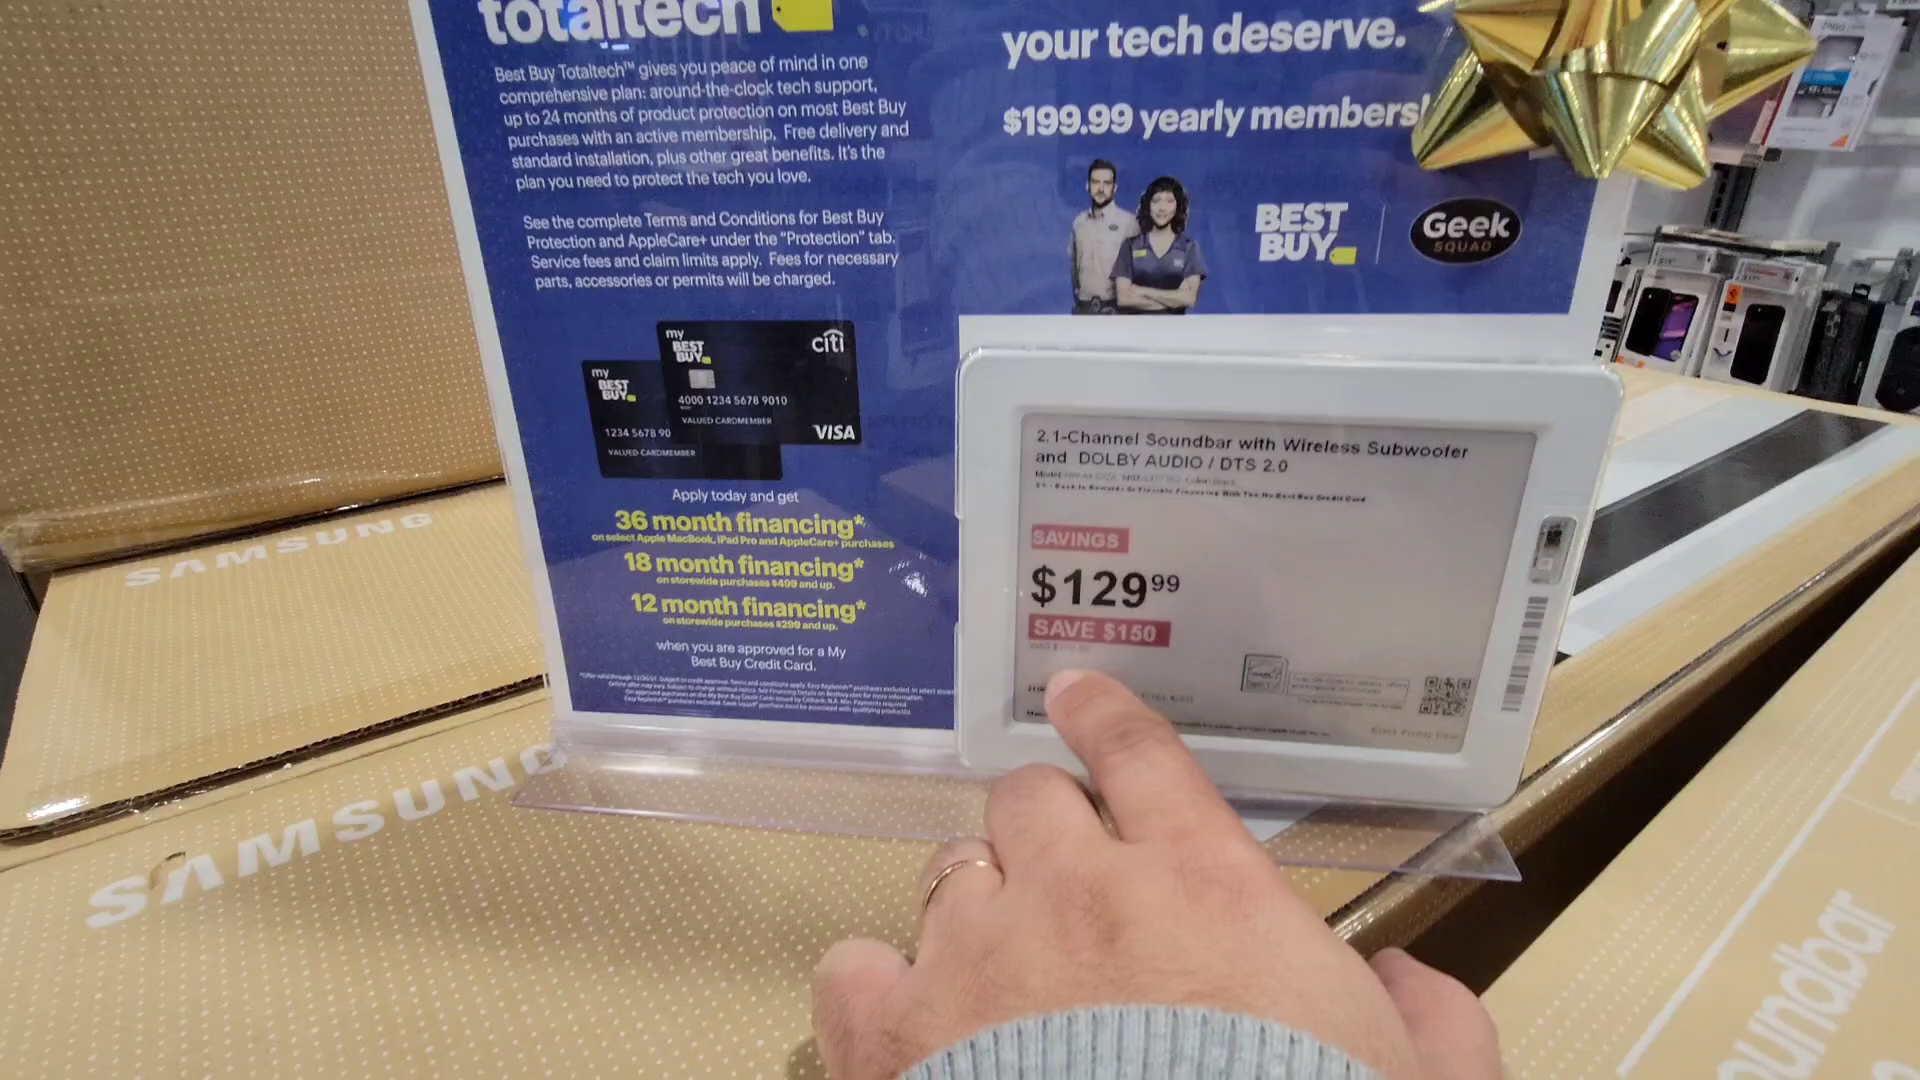 totaltech
Best Buy Totaltech™ gives you peace of mind in one
comprehensive plan: around-the-clock tech support,
up to 24 months of product protection on most Best Buy
purchases with an active membership. Free delivery and
standard installation, plus other great benefits. It's the
plan you need to protect the tech you love.
See the complete Terms and Conditions for Best Buy
Protection and AppleCare+ under the "Protection" tab.
Service fees and claim limits apply. Fees for necessary
parts, accessories or permits will be charged.
my
BEST
BUY
citi
4000 1234 5678 9010
VALUED CARDMEMBER
VISA
my
BEST
BUY
1234 5678 90
VALUED CARDMEMBER
Apply today and get
36 month financing*
on select Apple MacBook, iPad Pro and AppleCare+ purchases
18 month financing*
on storewide purchases $499 and up.
12 month financing*
on storewide purchases $299 and up.
when you are approved for a My
Best Buy Credit Card.
your tech deserve.
$199.99 yearly members
BEST
BUY
Geek
SQUAD
2.1-Channel Soundbar with Wireless Subwoofer
and DOLBY AUDIO / DTS 2.0
SAVINGS
$129 99
SAVE $150
SAMSUNG
SAMSUNG
oundbar